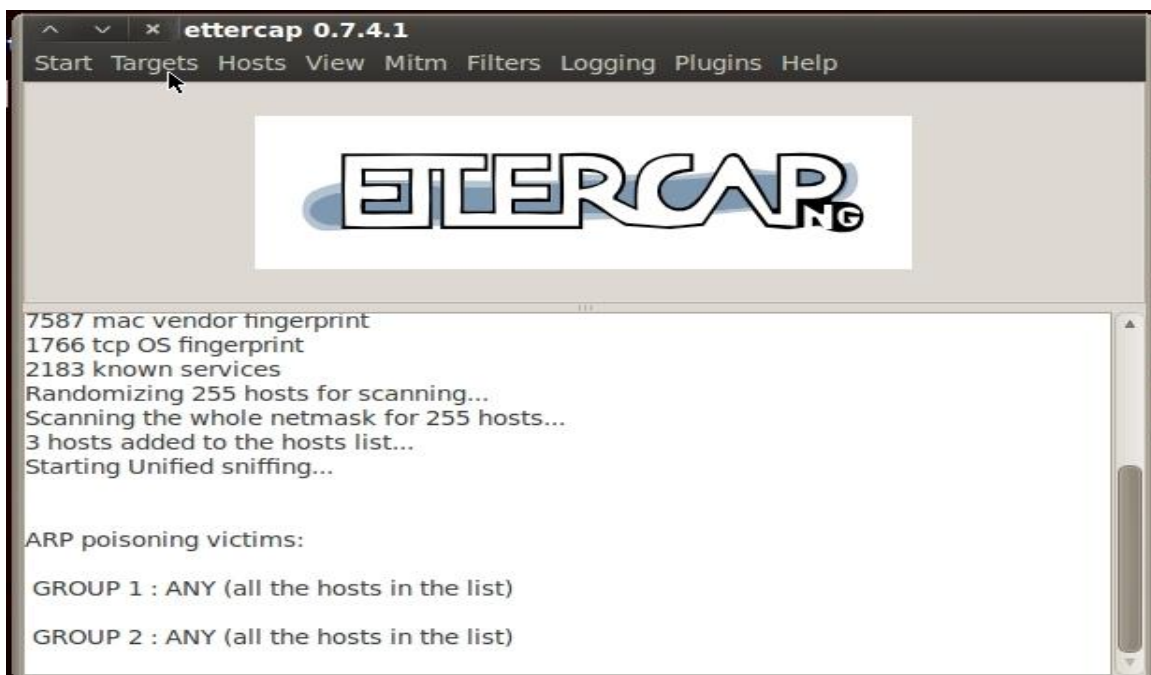 ettercap 0.7.4.1
Start Targets Hosts View Mitm Filters Logging Plugins Help
ETTERCAP NG
7587 mac vendor fingerprint
1766 tcp OS fingerprint
2183 known services
Randomizing 255 hosts for scanning...
Scanning the whole netmask for 255 hosts...
3 hosts added to the hosts list...
Starting Unified sniffing...
ARP poisoning victims:
GROUP 1 : ANY (all the hosts in the list)
GROUP 2 : ANY (all the hosts in the list)